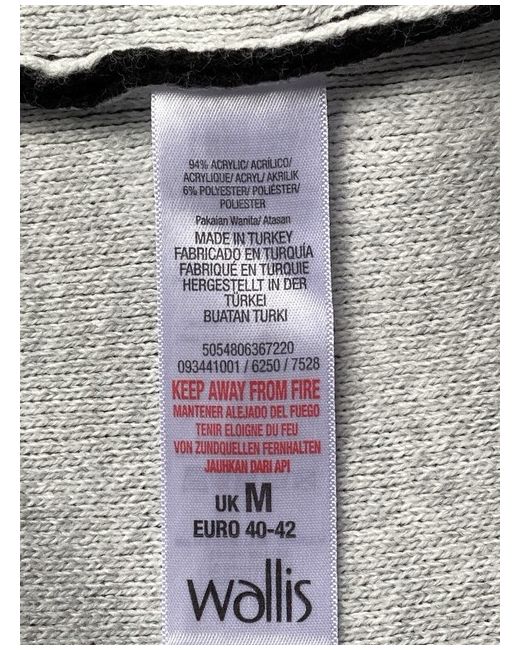 94% ACRYLIC/ ACRÍLICO/
ACRYLIQUE/ ACRYL/ AKRILIK
6% POLYESTER/ POLIÉSTER/
POLIESTER
Pakaian Wanita/ Atasan
MADE IN TURKEY
FABRICADO EN TURQUÍA
FABRIQUÉ EN TURQUIE
HERGESTELLT IN DER
TÜRKEI
BUATAN TURKI
5054806367220
093441001 / 6250 / 7528
KEEP AWAY FROM FIRE
MANTENER ALEJADO DEL FUEGO
TENIR ELOIGNE DU FEU
VON ZUNDQUELLEN FERNHALTEN
JAUHKAN DARI API
UK M
EURO 40-42
wallis